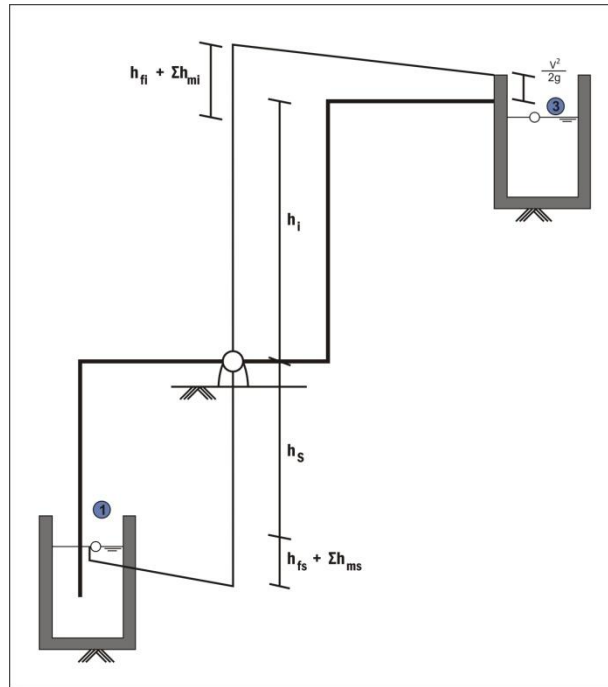 h_fi + Σh_mi
V²
2g
3
h_i
h_s
1
h_fs + Σh_ms